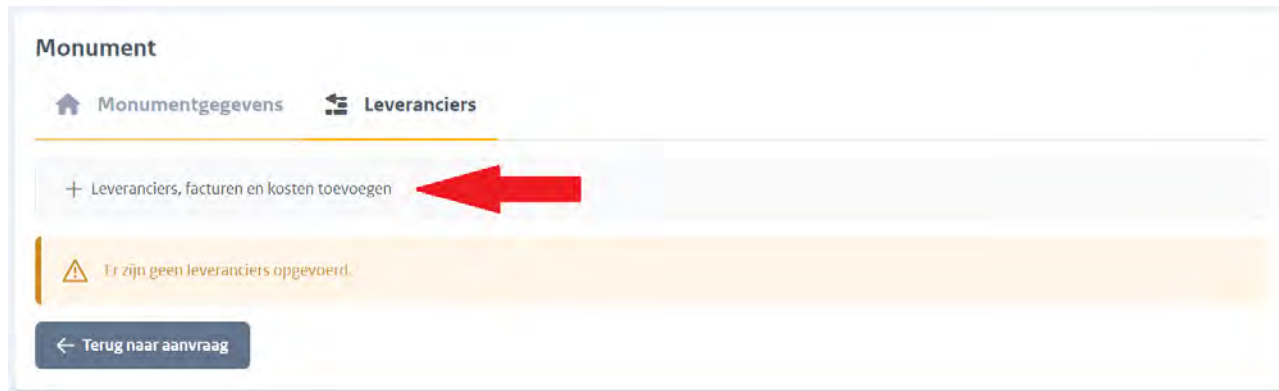 Monument
Monumentgegevens Leveranciers
+ Leveranciers, facturen en kosten toevoegen
Er zijn geen leveranciers opgevoerd.
← Terug naar aanvraag